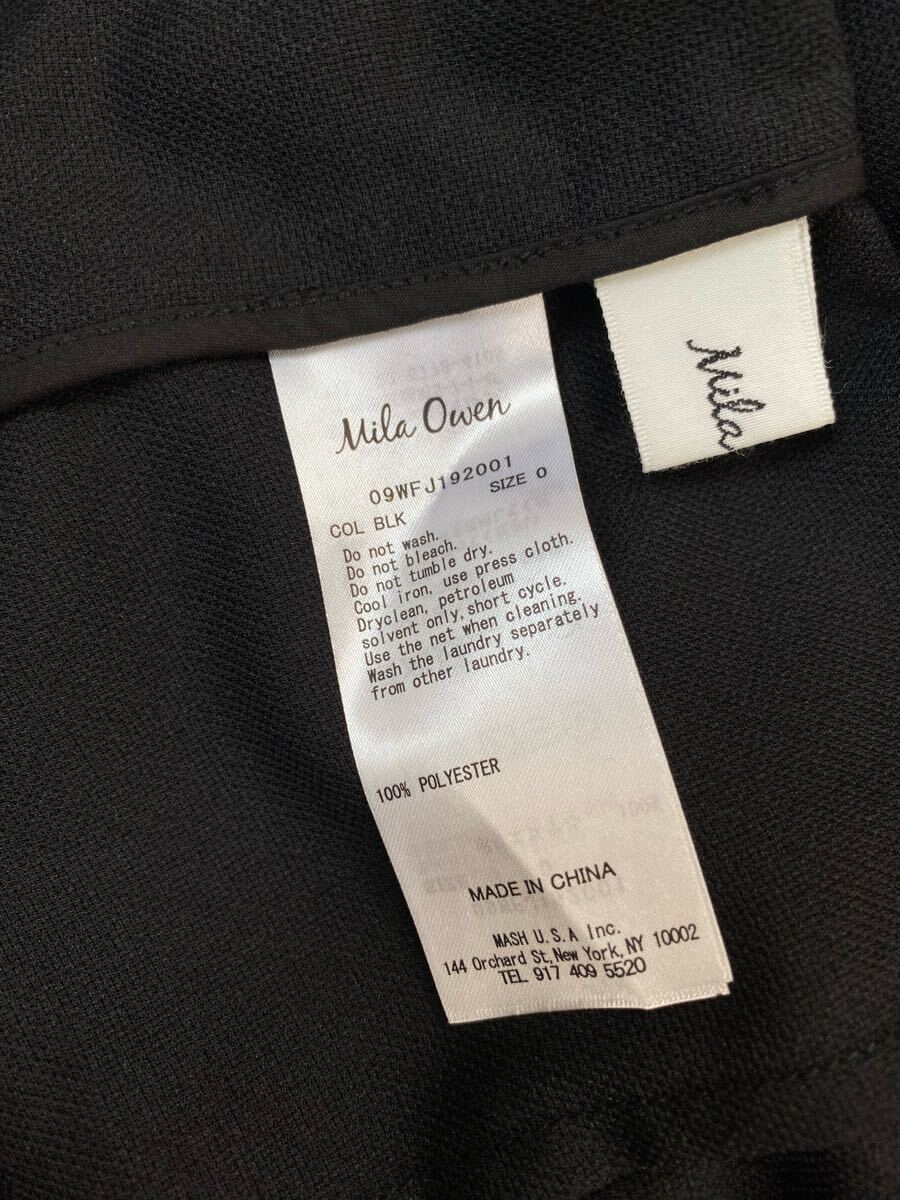 Mila Owen
09WFJ192001
SIZE 0
COL BLK
Do not wash.
Do not bleach.
Do not tumble dry.
Cool iron, use press cloth.
Dryclean, petroleum
solvent only, short cycle.
Use the net when cleaning.
Wash the laundry separately
from other laundry.
100% POLYESTER
MADE IN CHINA
MASH U.S.A Inc.
144 Orchard St, New York, NY 10002
TEL 917 409 5520
Mila